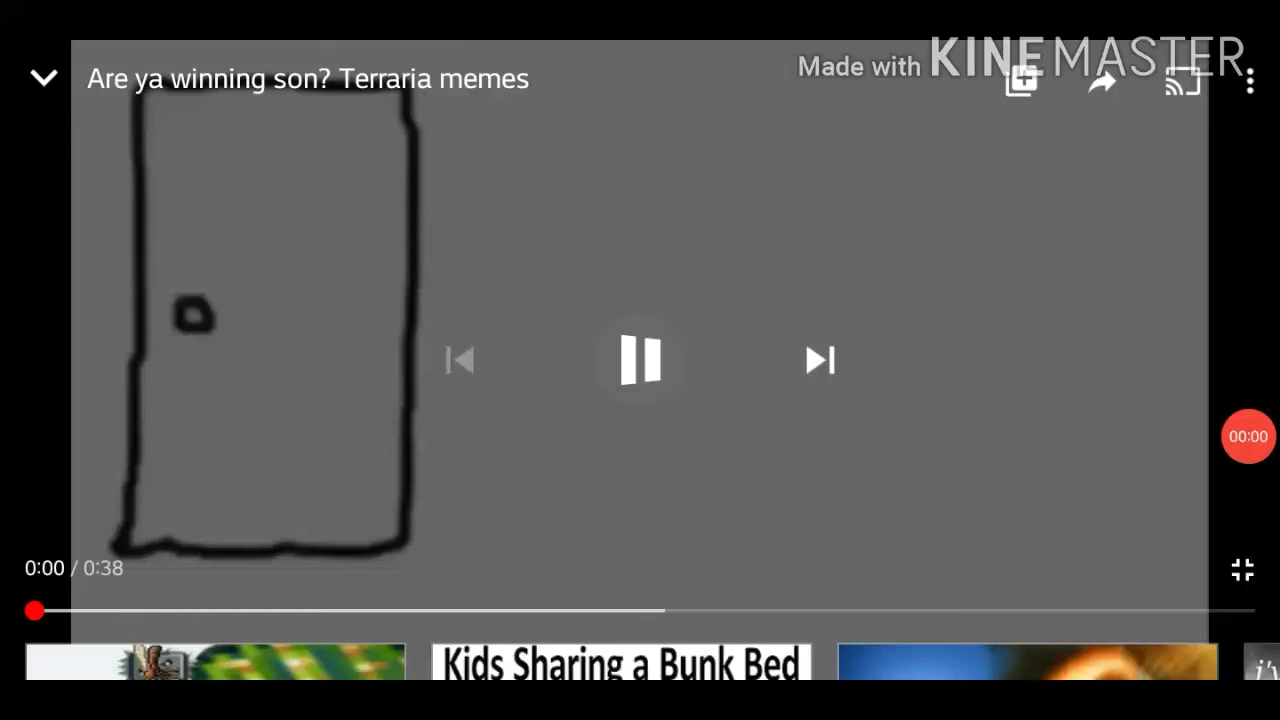 Made with KINEMASTER
Are ya winning son? Terraria memes
00:00
0:00 / 0:38
Kids Sharing a Bunk Bed